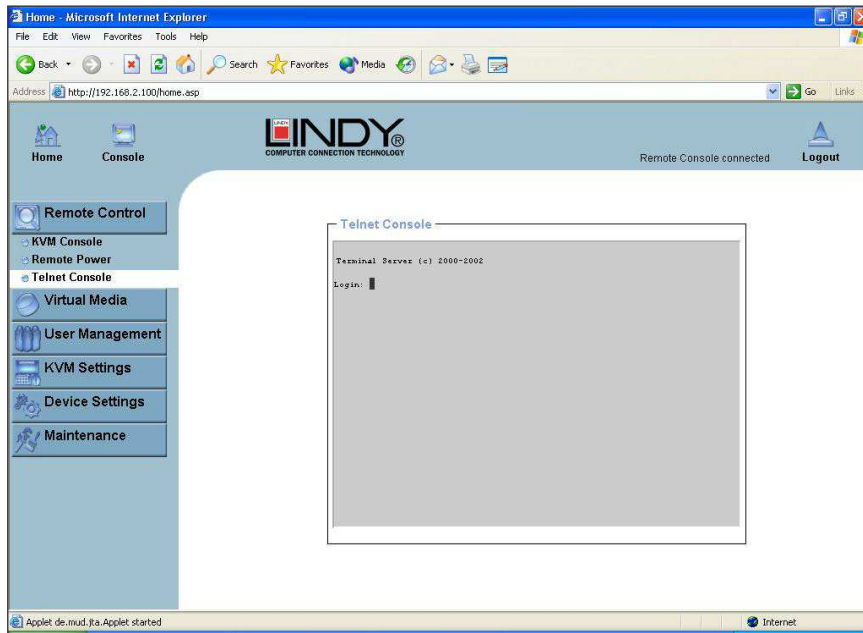 Home - Microsoft Internet Explorer
File Edit View Favorites Tools Help
Back Search Favorites Media
Address http://192.168.2.100/home.asp Go Links
Home Console
LINDY
LINDY®
COMPUTER CONNECTION TECHNOLOGY
Remote Console connected Logout
Remote Control
KVM Console
Remote Power
Telnet Console
Virtual Media
User Management
KVM Settings
Device Settings
Maintenance
Telnet Console
Terminal Server (c) 2000-2002
Login:
Applet de.mud.jta.Applet started Internet